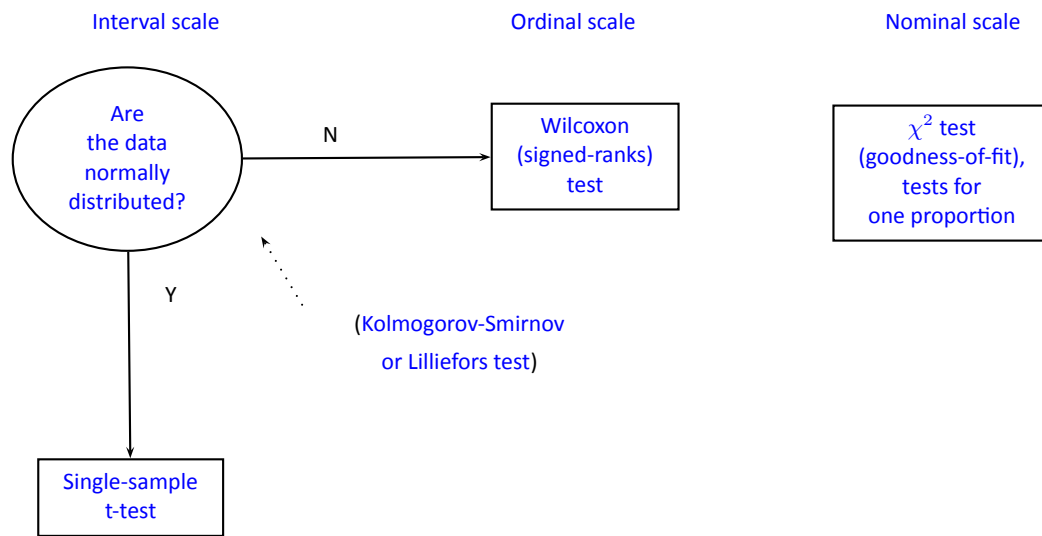 Interval scale
Ordinal scale
Nominal scale
Are
the data
normally
distributed?
N
Wilcoxon
(signed-ranks)
test
χ² test
(goodness-of-fit),
tests for
one proportion
Y
(Kolmogorov-Smirnov
or Lilliefors test)
Single-sample
t-test